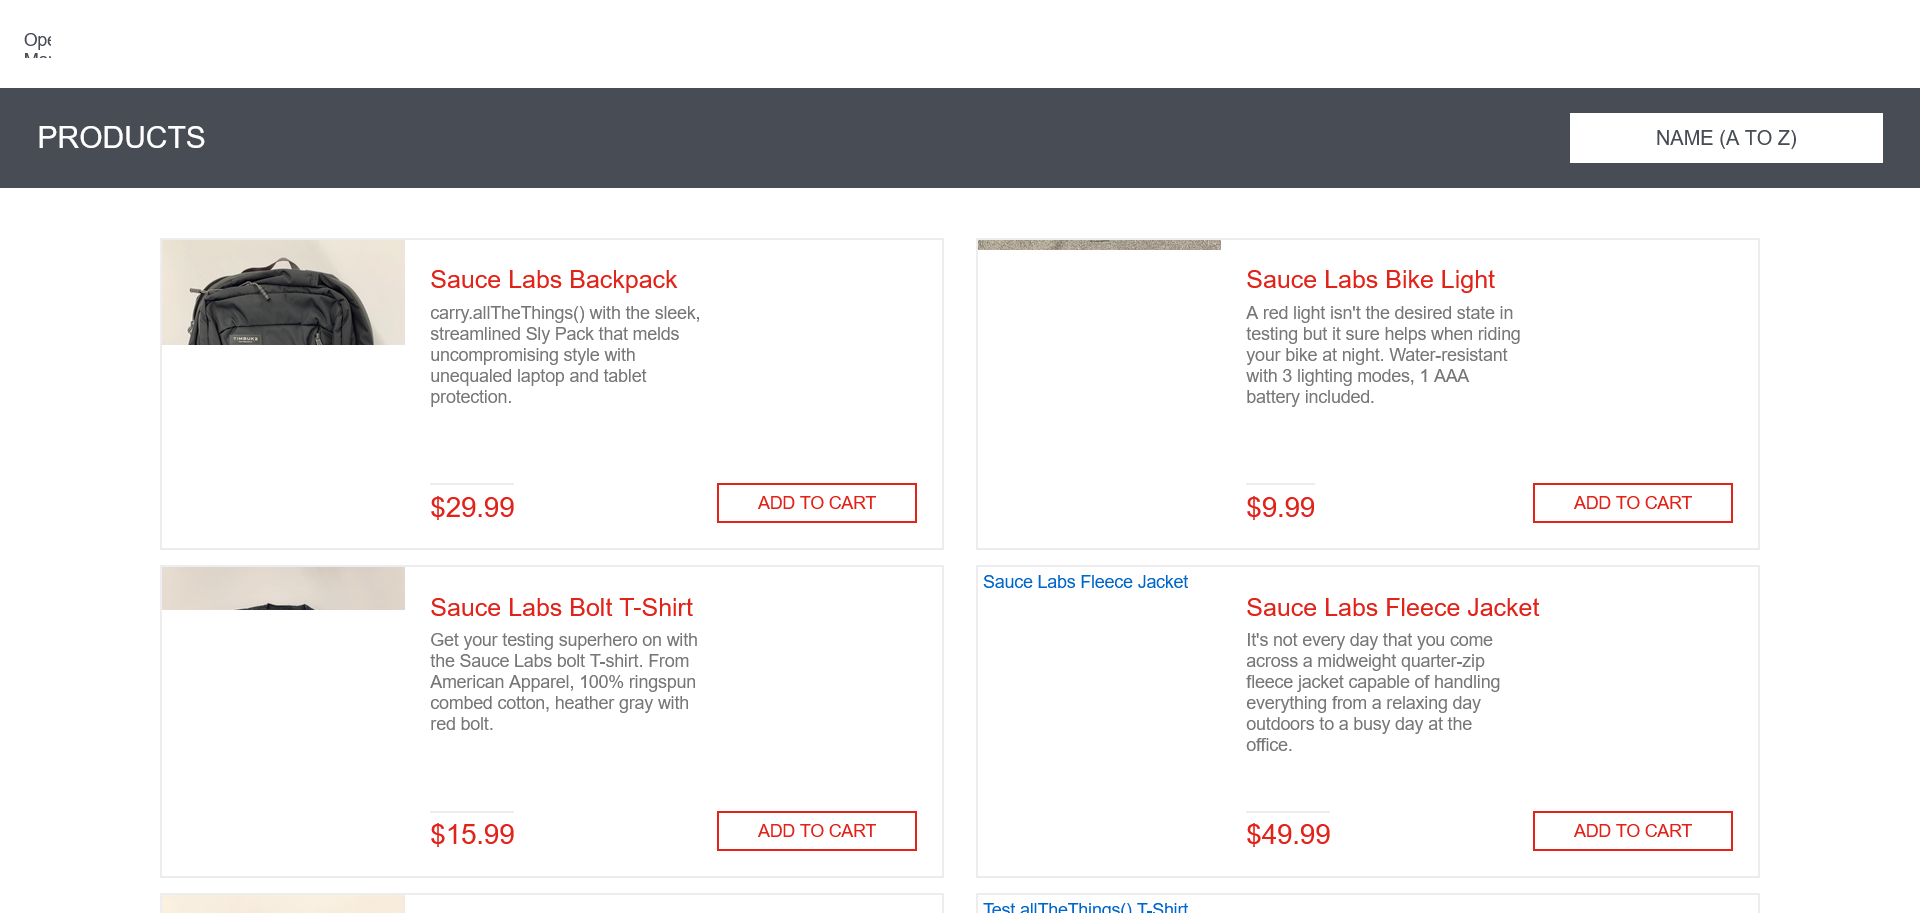 Ope
PRODUCTS
NAME (A TO Z)
Sauce Labs Backpack
carry.allTheThings() with the sleek,
streamlined Sly Pack that melds
uncompromising style with
unequaled laptop and tablet
protection.
$29.99
ADD TO CART
Sauce Labs Bike Light
A red light isn't the desired state in
testing but it sure helps when riding
your bike at night. Water-resistant
with 3 lighting modes, 1 AAA
battery included.
$9.99
ADD TO CART
Sauce Labs Bolt T-Shirt
Get your testing superhero on with
the Sauce Labs bolt T-shirt. From
American Apparel, 100% ringspun
combed cotton, heather gray with
red bolt.
$15.99
ADD TO CART
Sauce Labs Fleece Jacket
Sauce Labs Fleece Jacket
It's not every day that you come
across a midweight quarter-zip
fleece jacket capable of handling
everything from a relaxing day
outdoors to a busy day at the
office.
$49.99
ADD TO CART
Test.allTheThings() T-Shirt